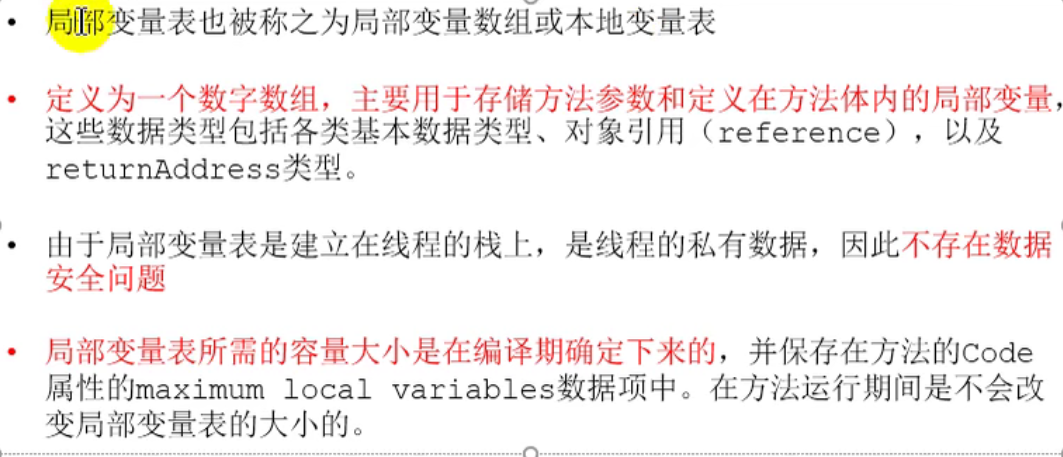 • 局部变量表也被称之为局部变量数组或本地变量表
• 定义为一个数字数组，主要用于存储方法参数和定义在方法体内的局部变量，
这些数据类型包括各类基本数据类型、对象引用（reference），以及
returnAddress类型。
• 由于局部变量表是建立在线程的栈上，是线程的私有数据，因此不存在数据
安全问题
• 局部变量表所需的容量大小是在编译期确定下来的，并保存在方法的Code
属性的maximum local variables数据项中。在方法运行期间是不会改
变局部变量表的大小的。